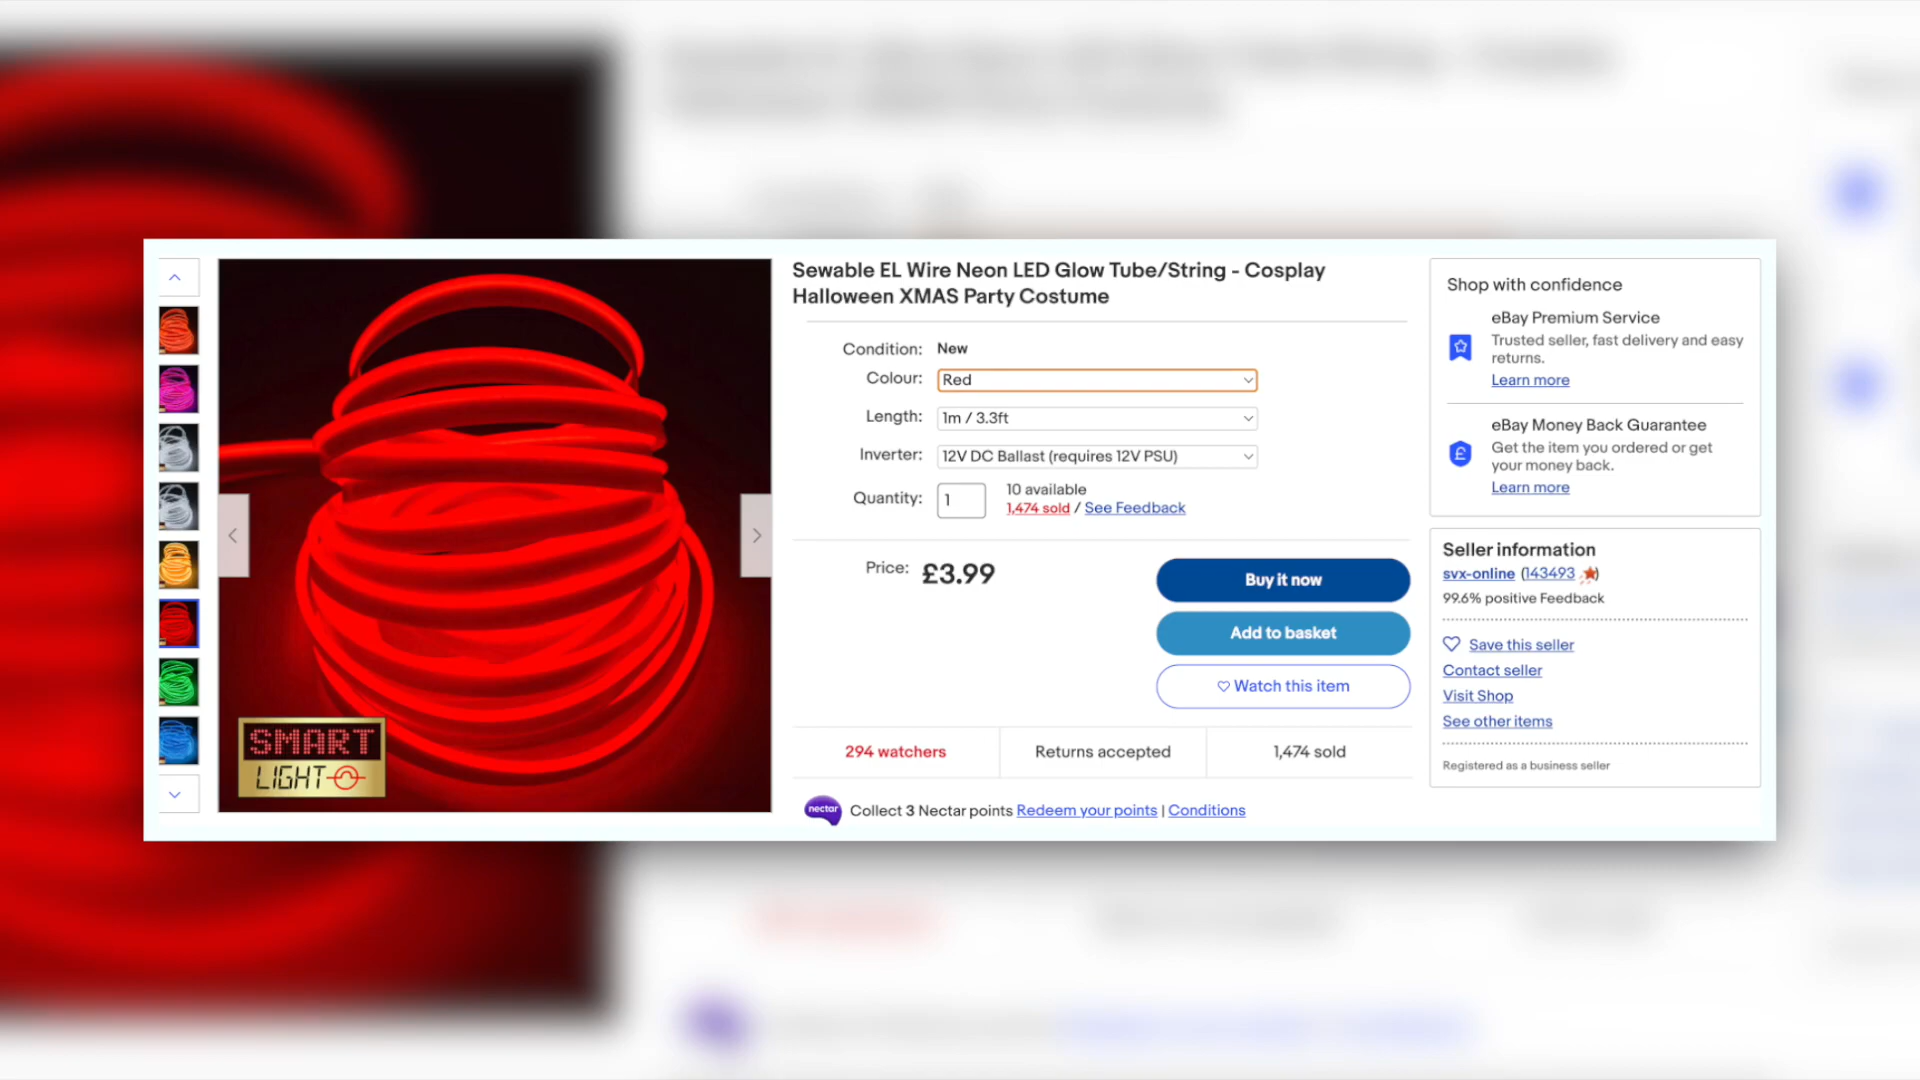 Sewable EL Wire Neon LED Glow Tube/String - Cosplay
Halloween XMAS Party Costume
Condition: New
Colour: Red
Length: 1m / 3.3ft
Inverter: 12V DC Ballast (requires 12V PSU)
Quantity: 1
10 available
1,474 sold / See Feedback
Price: £3.99
Buy it now
Add to basket
Watch this item
294 watchers
Returns accepted
1,474 sold
nectar
Collect 3 Nectar points Redeem your points | Conditions
SMART
LIGHT
Shop with confidence
eBay Premium Service
Trusted seller, fast delivery and easy
returns.
Learn more
eBay Money Back Guarantee
£
Get the item you ordered or get
your money back.
Learn more
Seller information
svx-online (143493)
99.6% positive Feedback
Save this seller
Contact seller
Visit Shop
See other items
Registered as a business seller